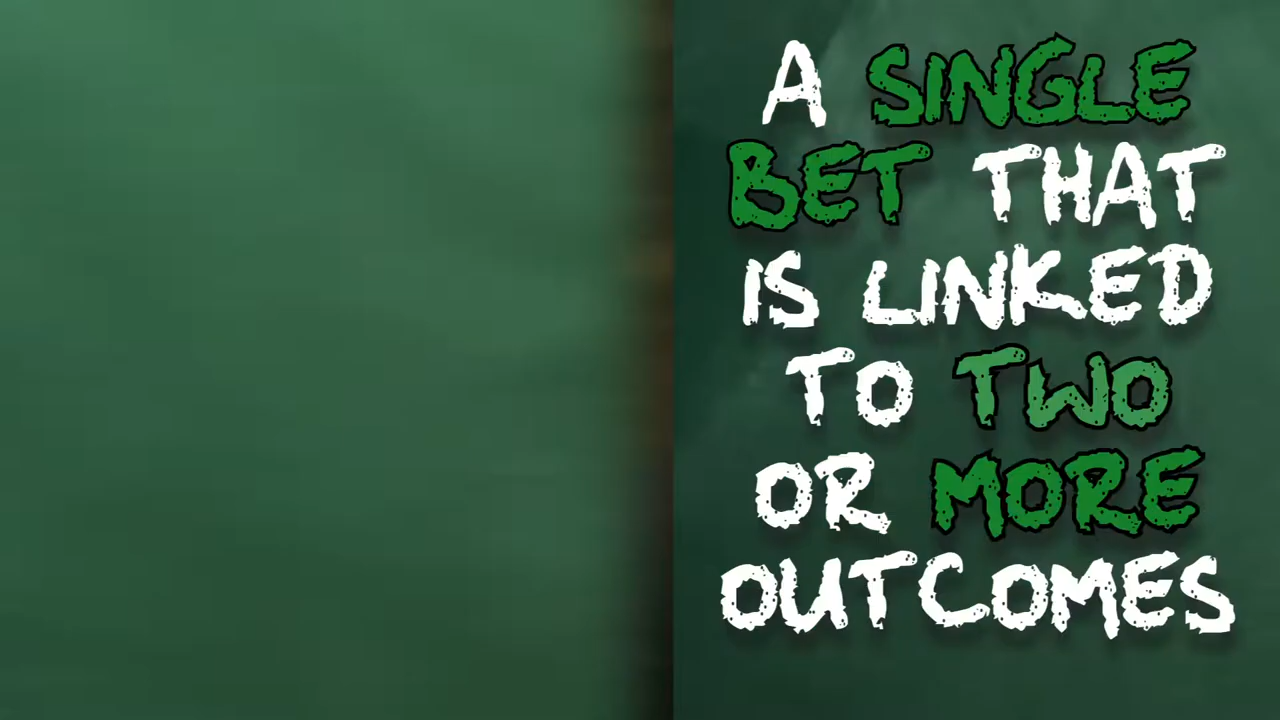 A SINGLE
BET THAT
IS LINKED
TO TWO
OR MORE
OUTCOMES